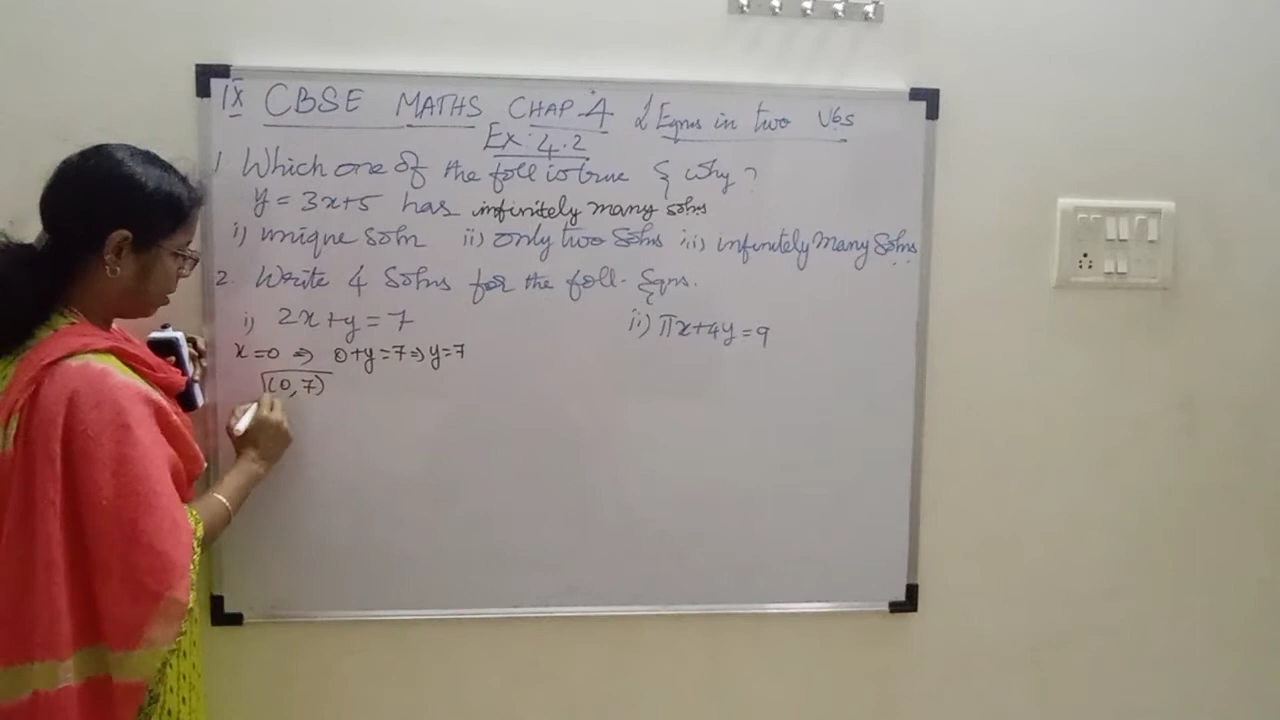 IX CBSE MATHS CHAP-4 L Eqns in two Vbs
Ex: 4.2
1 Which one of the foll is true & why?
y = 3x+5 has infinitely many solns
i) unique soln ii) only two solns iii) infinitely many solns
2. Write 4 Solns for the foll. Eqns.
i) 2x+y=7 ii) πx+4y=9
x=0 ⇒ 0+y=7⇒y=7
(0,7)